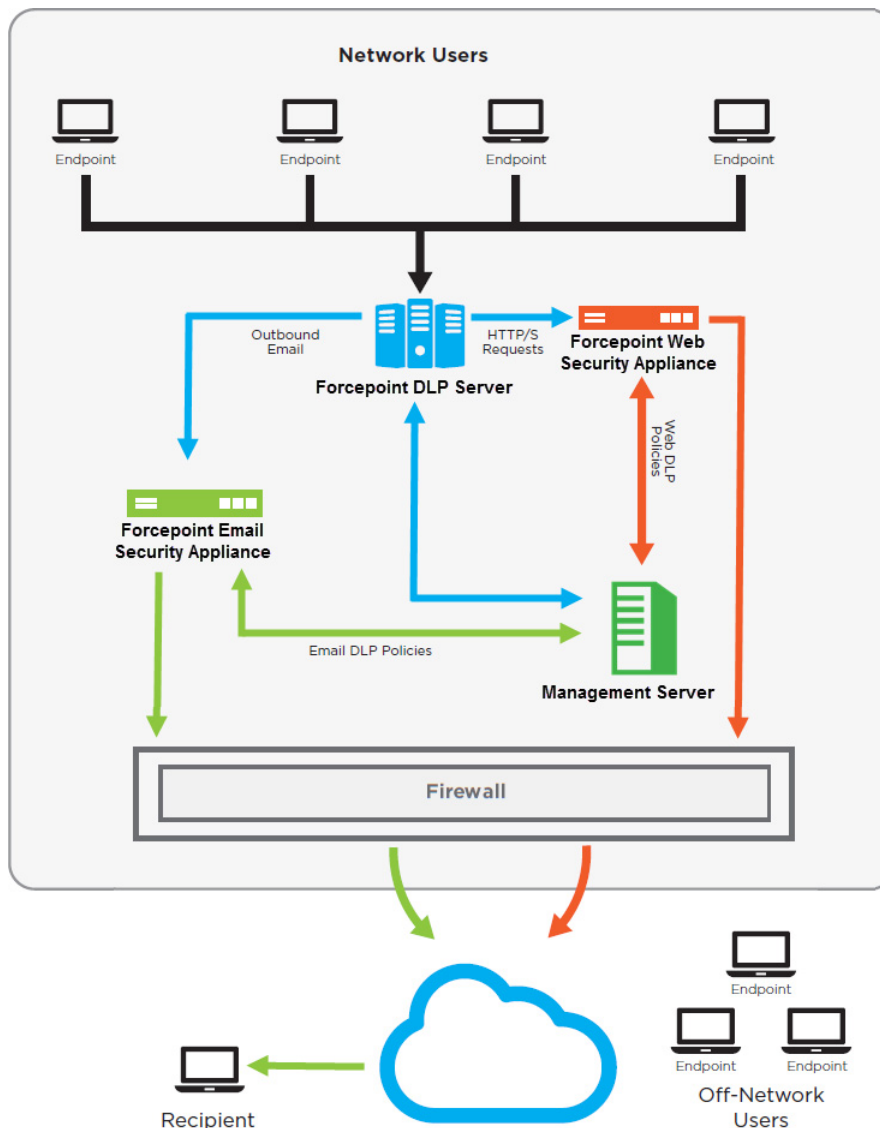 Network Users
Endpoint
Endpoint
Endpoint
Endpoint
Outbound
Email
HTTP/S
Requests
Forcepoint DLP Server
Forcepoint Web
Security Appliance
Web DLP
Policies
Forcepoint Email
Security Appliance
Email DLP Policies
Management Server
Firewall
Endpoint
Endpoint
Endpoint
Recipient
Off-Network
Users